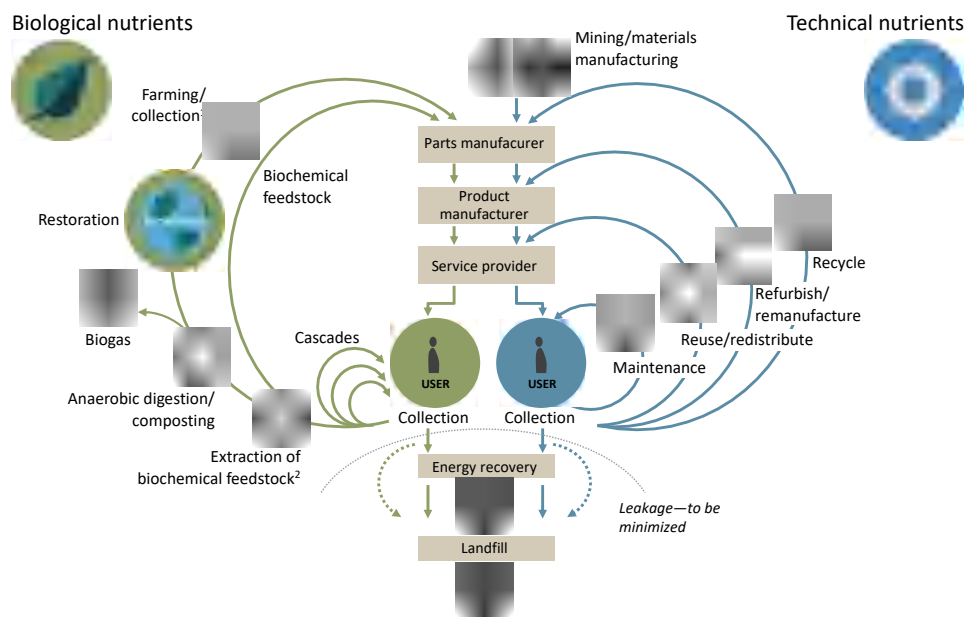 Biological nutrients
Technical nutrients
Mining/materials
manufacturing
Farming/
collection¹
Parts manufacurer
Biochemical
feedstock
Product
manufacturer
Restoration
Service provider
Recycle
Refurbish/
remanufacture
Biogas
Cascades
Reuse/redistribute
Maintenance
USER
USER
Anaerobic digestion/
composting
Collection
Collection
Extraction of
biochemical feedstock²
Energy recovery
Leakage—to be
minimized
Landfill